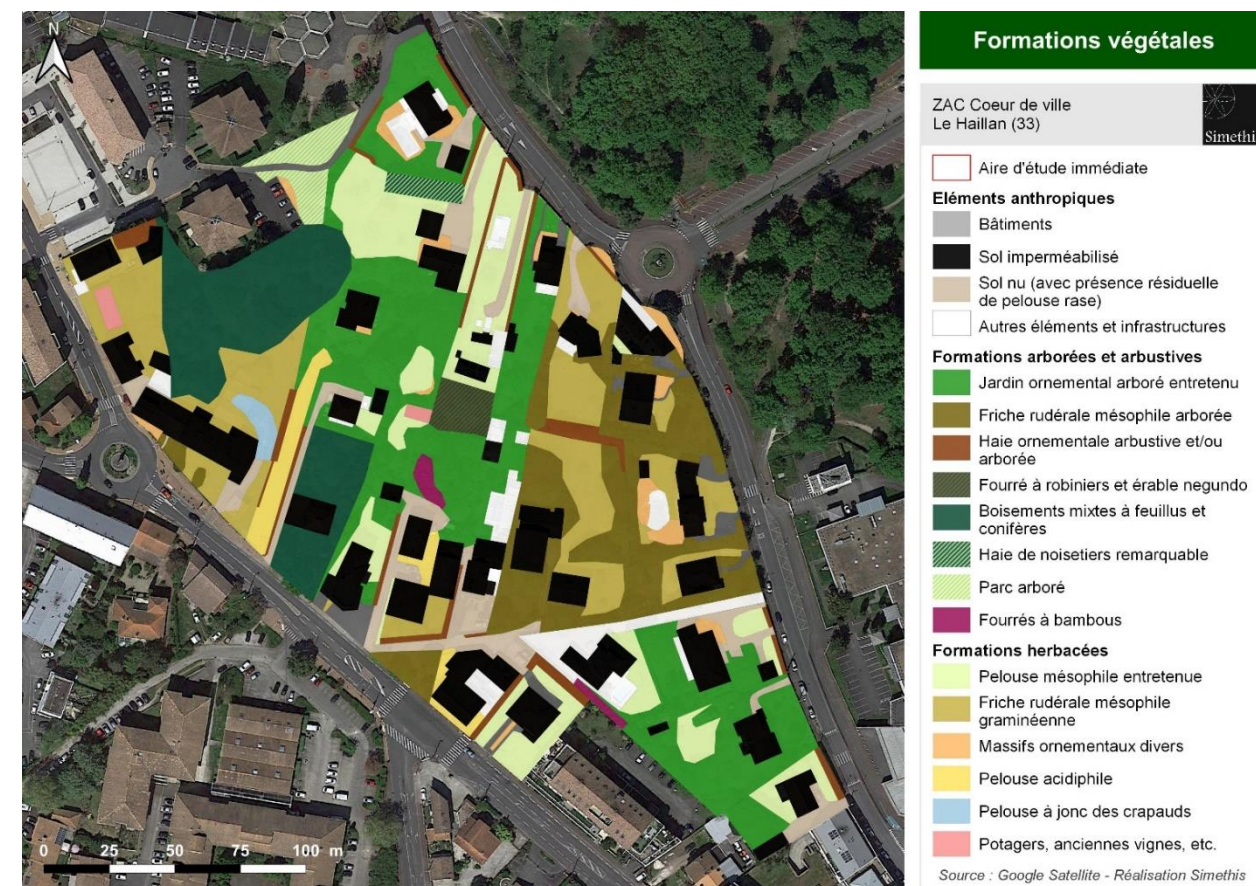 N
0 25 50 75 100 m
Formations végétales
ZAC Coeur de ville
Le Haillan (33)
Simethi
Aire d'étude immédiate
Eléments anthropiques
Bâtiments
Sol imperméabilisé
Sol nu (avec présence résiduelle
de pelouse rase)
Autres éléments et infrastructures
Formations arborées et arbustives
Jardin ornemental arboré entretenu
Friche rudérale mésophile arborée
Haie ornementale arbustive et/ou
arborée
Fourré à robiniers et érable negundo
Boisements mixtes à feuillus et
conifères
Haie de noisetiers remarquable
Parc arboré
Fourrés à bambous
Formations herbacées
Pelouse mésophile entretenue
Friche rudérale mésophile
graminéenne
Massifs ornementaux divers
Pelouse acidiphile
Pelouse à jonc des crapauds
Potagers, anciennes vignes, etc.
Source : Google Satellite - Réalisation Simethis